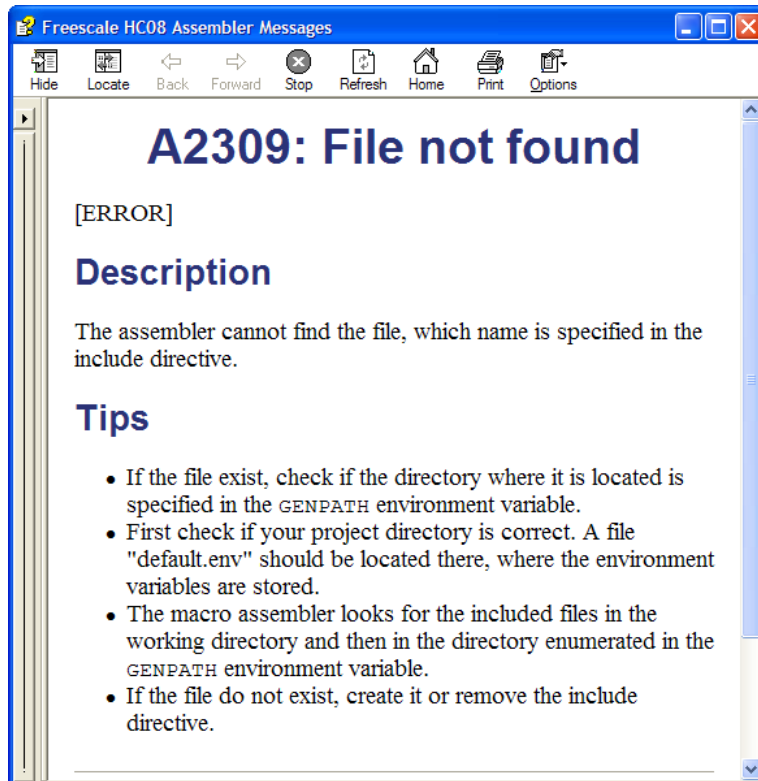 Freescale HC08 Assembler Messages
Hide Locate Back Forward Stop Refresh Home Print Options
A2309: File not found
[ERROR]
Description
The assembler cannot find the file, which name is specified in the
include directive.
Tips
• If the file exist, check if the directory where it is located is
specified in the GENPATH environment variable.
• First check if your project directory is correct. A file
"default.env" should be located there, where the environment
variables are stored.
• The macro assembler looks for the included files in the
working directory and then in the directory enumerated in the
GENPATH environment variable.
• If the file do not exist, create it or remove the include
directive.